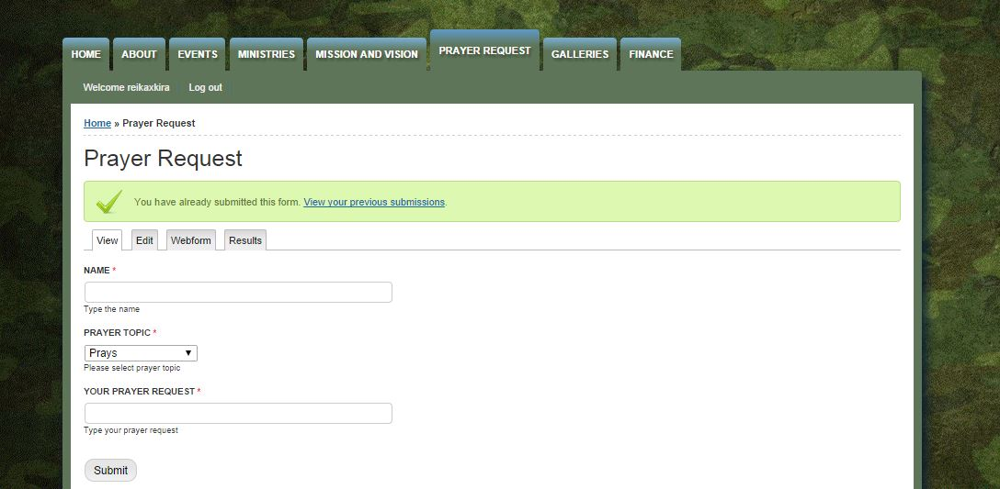 HOME ABOUT EVENTS MINISTRIES MISSION AND VISION PRAYER REQUEST GALLERIES FINANCE
Welcome reikaxkira Log out
Home » Prayer Request
Prayer Request
You have already submitted this form. View your previous submissions.
View Edit Webform Results
NAME *
Type the name
PRAYER TOPIC *
Prays ▼
Please select prayer topic
YOUR PRAYER REQUEST *
Type your prayer request
Submit